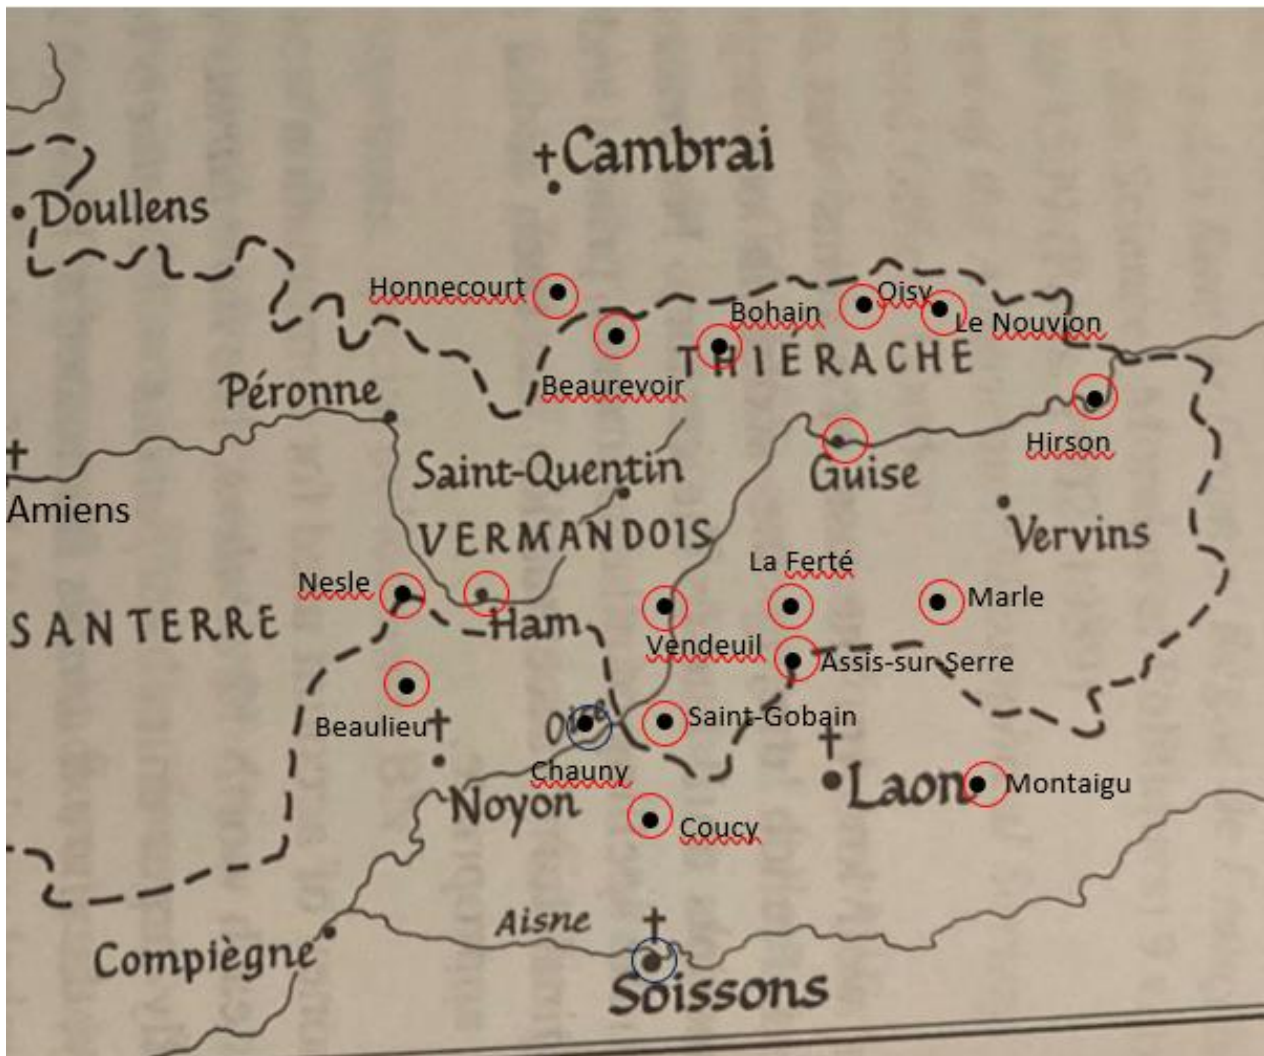 Cambrai
Doullens
Honnecourt
Oisy
Bohain
Le Nouvion
THIERACHE
Beaurevoir
Péronne
Hirson
Saint-Quentin
Guise
Amiens
VERMANDOIS
Vervins
La Ferté
Nesle
Marle
SANTERRE
Ham
Vendeuil
Assis-sur Serre
Beaulieu
Oise
Saint-Gobain
Chauny
Laon
Montaigu
Noyon
Coucy
Aisne
Compiègne
Soissons